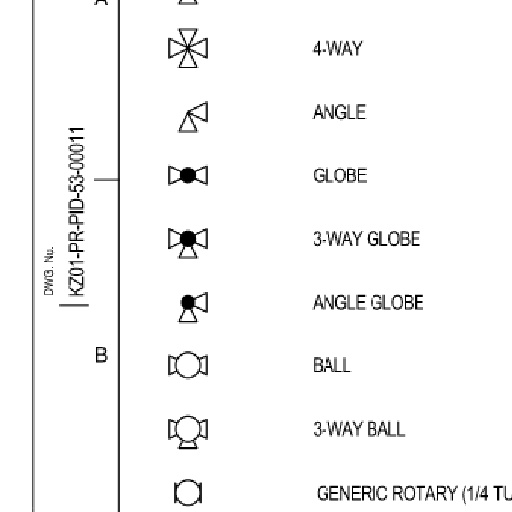 A
4-WAY
ANGLE
GLOBE
3-WAY GLOBE
ANGLE GLOBE
BALL
3-WAY BALL
GENERIC ROTARY (1/4 TU
B
DWG. No.
KZ01-PR-PID-53-00011